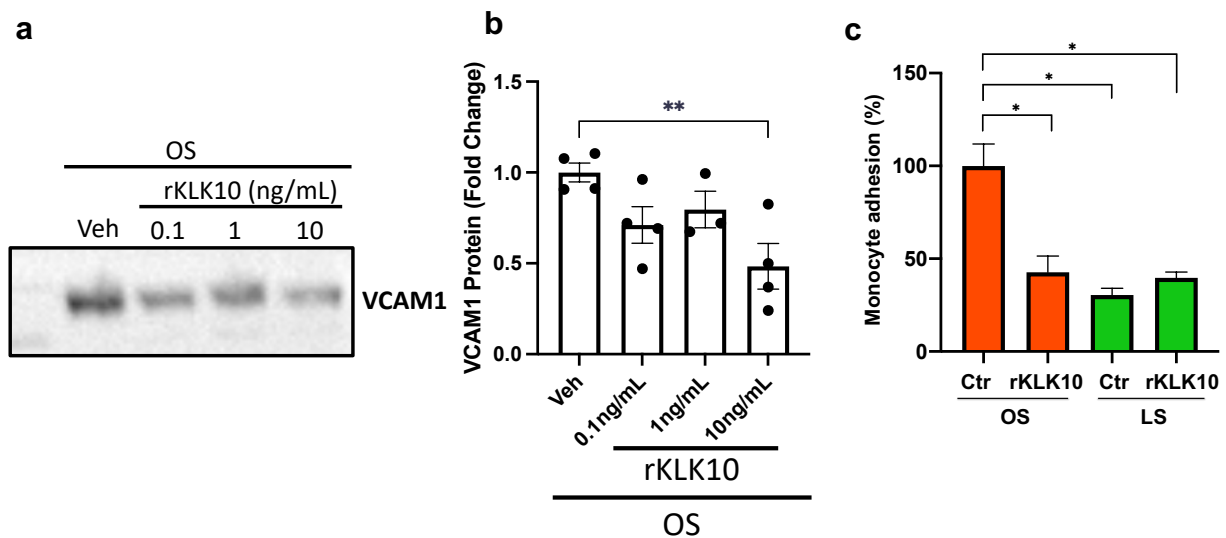 a
OS
rKLK10 (ng/mL)
Veh 0.1 1 10
VCAM1
b
VCAM1 Protein (Fold Change)
1.5
1.0
0.5
0.0
**
Veh
0.1ng/mL
1ng/mL
10ng/mL
rKLK10
OS
c
Monocyte adhesion (%)
150
100
50
0
*
*
*
Ctr rKLK10 Ctr rKLK10
OS LS